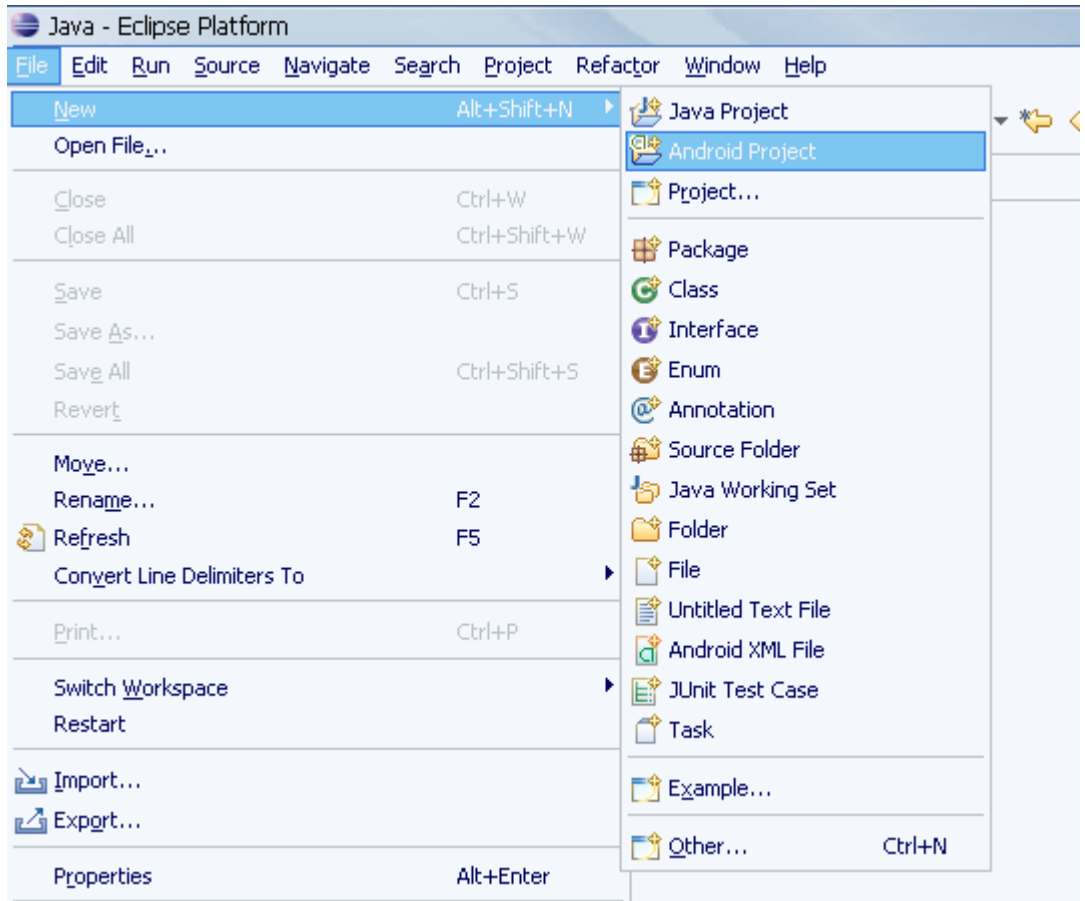 Java - Eclipse Platform
File Edit Run Source Navigate Search Project Refactor Window Help
New Alt+Shift+N
Open File...
Close Ctrl+W
Close All Ctrl+Shift+W
Save Ctrl+S
Save As...
Save All Ctrl+Shift+S
Revert
Move...
Rename... F2
Refresh F5
Convert Line Delimiters To
Print... Ctrl+P
Switch Workspace
Restart
Import...
Export...
Properties Alt+Enter
Java Project
Android Project
Project...
Package
Class
Interface
Enum
Annotation
Source Folder
Java Working Set
Folder
File
Untitled Text File
Android XML File
JUnit Test Case
Task
Example...
Other... Ctrl+N